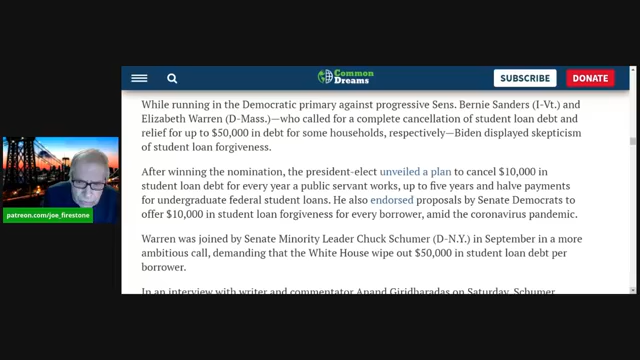 Common
Dreams
SUBSCRIBE
DONATE
While running in the Democratic primary against progressive Sens. Bernie Sanders (I-Vt.) and
Elizabeth Warren (D-Mass.)—who called for a complete cancellation of student loan debt and
relief for up to $50,000 in debt for some households, respectively—Biden displayed skepticism
of student loan forgiveness.
After winning the nomination, the president-elect unveiled a plan to cancel $10,000 in
student loan debt for every year a public servant works, up to five years and halve payments
for undergraduate federal student loans. He also endorsed proposals by Senate Democrats to
offer $10,000 in student loan forgiveness for every borrower, amid the coronavirus pandemic.
Warren was joined by Senate Minority Leader Chuck Schumer (D-N.Y.) in September in a more
ambitious call, demanding that the White House wipe out $50,000 in student loan debt per
borrower.
In an interview with writer and commentator Anand Giridharadas on Saturday, Schumer
patreon.com/joe_firestone